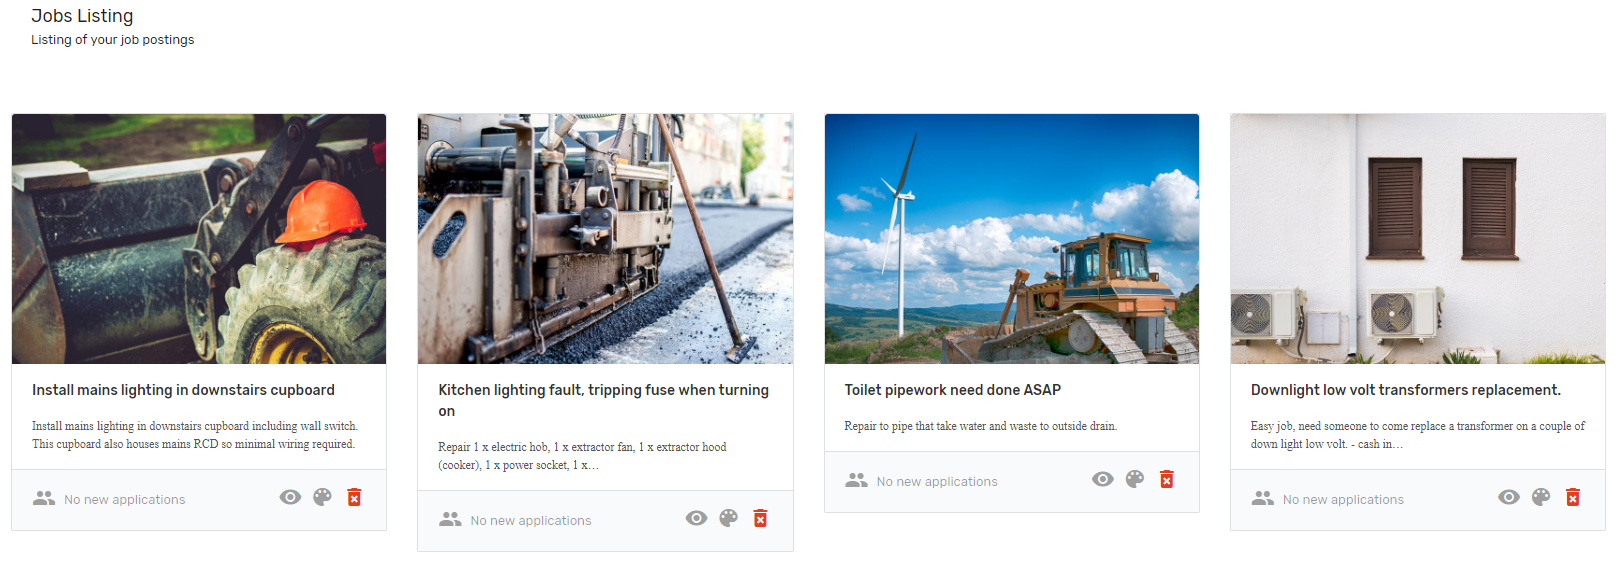 Jobs Listing
Listing of your job postings
Install mains lighting in downstairs cupboard
Install mains lighting in downstairs cupboard including wall switch.
This cupboard also houses mains RCD so minimal wiring required.
No new applications
Kitchen lighting fault, tripping fuse when turning
on
Repair 1 x electric hob, 1 x extractor fan, 1 x extractor hood
(cooker), 1 x power socket, 1 x...
No new applications
Toilet pipework need done ASAP
Repair to pipe that take water and waste to outside drain.
No new applications
Downlight low volt transformers replacement.
Easy job, need someone to come replace a transformer on a couple of
down light low volt. - cash in...
No new applications